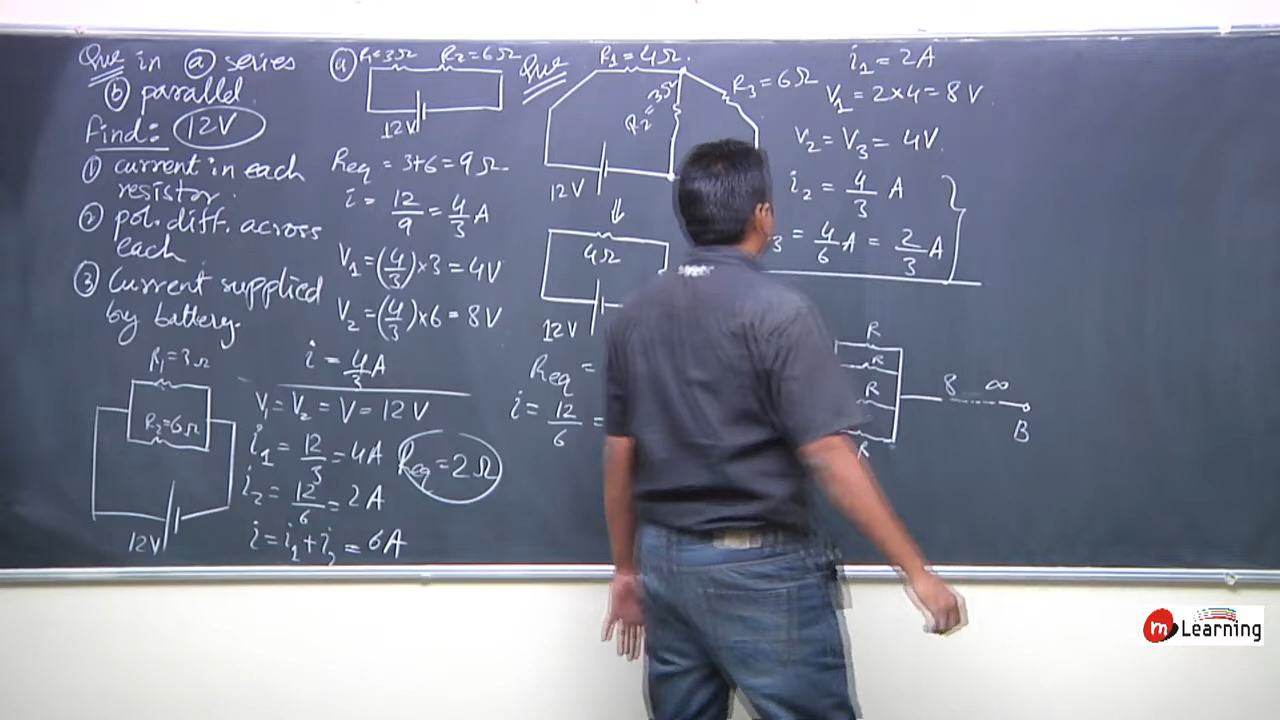 Que in ⓐ series
ⓑ parallel
find: 12V
① current in each
resistor.
② pot. diff. across
each
③ Current supplied
by battery.
R₁=3Ω
R₂=6Ω
12V
ⓐ R₁=3Ω R₂=6Ω
12V
Req = 3+6 = 9Ω
i = 12/9 = 4/3 A
V₁ = (4/3)×3 = 4V
V₂ = (4/3)×6 = 8V
i = 4/3 A
V₁ = V₂ = V = 12V
i₁ = 12/3 = 4A
i₂ = 12/6 = 2A
i = i₁+i₂ = 6A
Req = 2Ω
Que
R₁=4Ω
R₂=3Ω
R₃=6Ω
12V
⇓
4Ω
12V
Req =
i = 12/6 =
i₁ = 2A
V₁ = 2×4 = 8V
V₂ = V₃ = 4V.
i₂ = 4/3 A
3 = 4/6 A = 2/3 A
R
R
R
R
8 ∞
B
m Learning